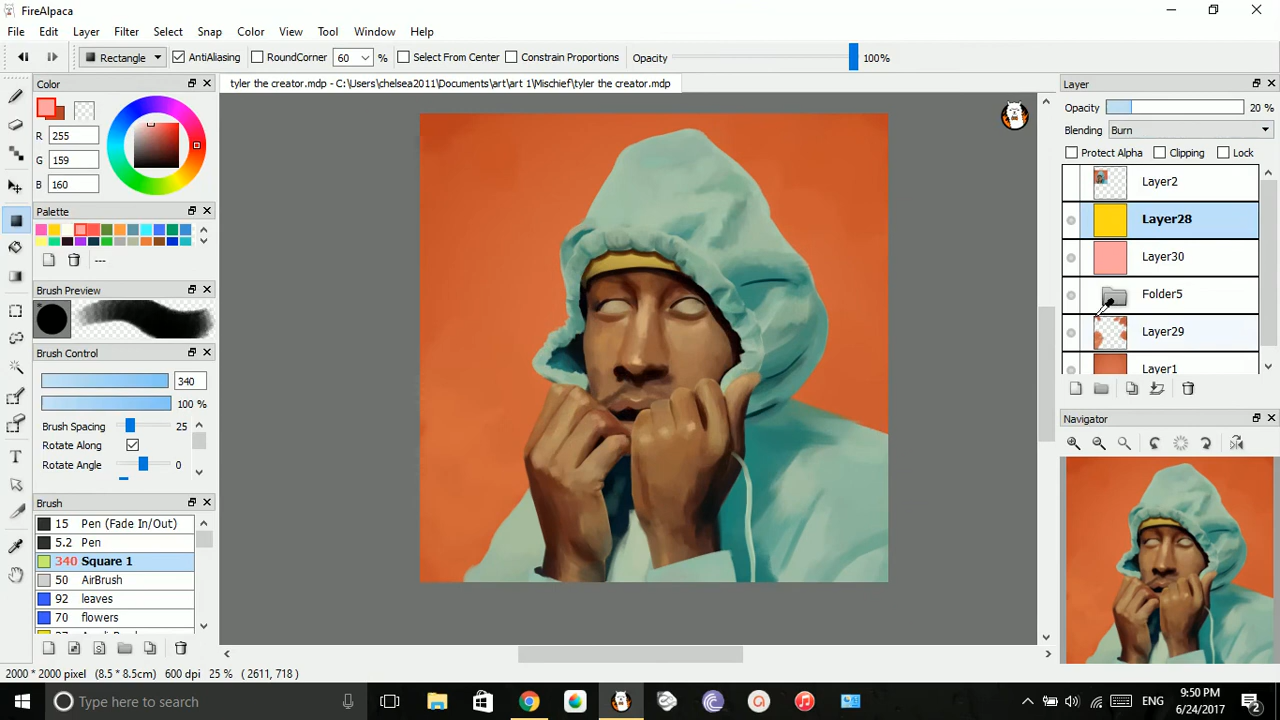 FireAlpaca
File Edit Layer Filter Select Snap Color View Tool Window Help
Rectangle AntiAliasing RoundCorner 60 % Select From Center Constrain Proportions Opacity 100%
Color
tyler the creator.mdp - C:\Users\chelsea2011\Documents\art\art 1\Mischief\tyler the creator.mdp
Layer
R 255
G 159
B 160
Opacity 20 %
Blending Burn
Protect Alpha Clipping Lock
Layer2
Layer28
Layer30
Folder5
Layer29
Layer1
Palette
---
Brush Preview
Brush Control
340
100 %
Brush Spacing 25
Rotate Along
Rotate Angle 0
Navigator
Brush
15 Pen (Fade In/Out)
5.2 Pen
340 Square 1
50 AirBrush
92 leaves
70 flowers
2000 * 2000 pixel (8.5 * 8.5cm) 600 dpi 25 % ( 2611, 718 )
Type here to search
ENG
9:50 PM
6/24/2017
2